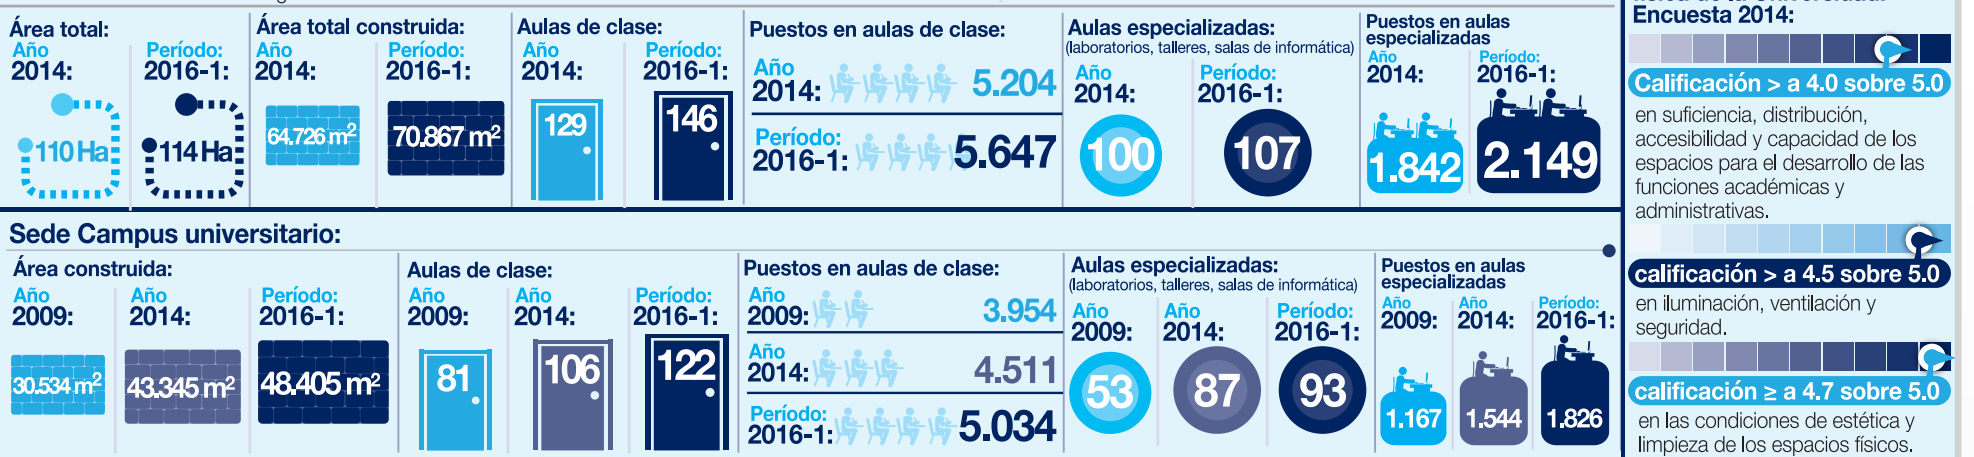 Área total:
Año
2014:
Período:
2016-1:
110 Ha
114 Ha
Área total construida:
Año
2014:
Período:
2016-1:
64.726 m²
70.867 m²
Aulas de clase:
Año
2014:
Período:
2016-1:
129
146
Puestos en aulas de clase:
Año
2014:
5.204
Período:
2016-1:
5.647
Aulas especializadas:
(laboratorios, talleres, salas de informática)
Año
2014:
Período:
2016-1:
100
107
Puestos en aulas
especializadas
Año
2014:
Período:
2016-1:
1.842
2.149
Sede Campus universitario:
Área construida:
Año
2009:
Año
2014:
Período:
2016-1:
30.534 m²
43.345 m²
48.405 m²
Aulas de clase:
Año
2009:
Año
2014:
Período:
2016-1:
81
106
122
Puestos en aulas de clase:
Año
2009:
3.954
Año
2014:
4.511
Período:
2016-1:
5.034
Aulas especializadas:
(laboratorios, talleres, salas de informática)
Año
2009:
Año
2014:
Período:
2016-1:
53
87
93
Puestos en aulas
especializadas
Año
2009:
Año
2014:
Período:
2016-1:
1.167
1.544
1.826
Encuesta 2014:
Calificación > a 4.0 sobre 5.0
en suficiencia, distribución,
accesibilidad y capacidad de los
espacios para el desarrollo de las
funciones académicas y
administrativas.
calificación > a 4.5 sobre 5.0
en iluminación, ventilación y
seguridad.
calificación ≥ a 4.7 sobre 5.0
en las condiciones de estética y
limpieza de los espacios físicos.